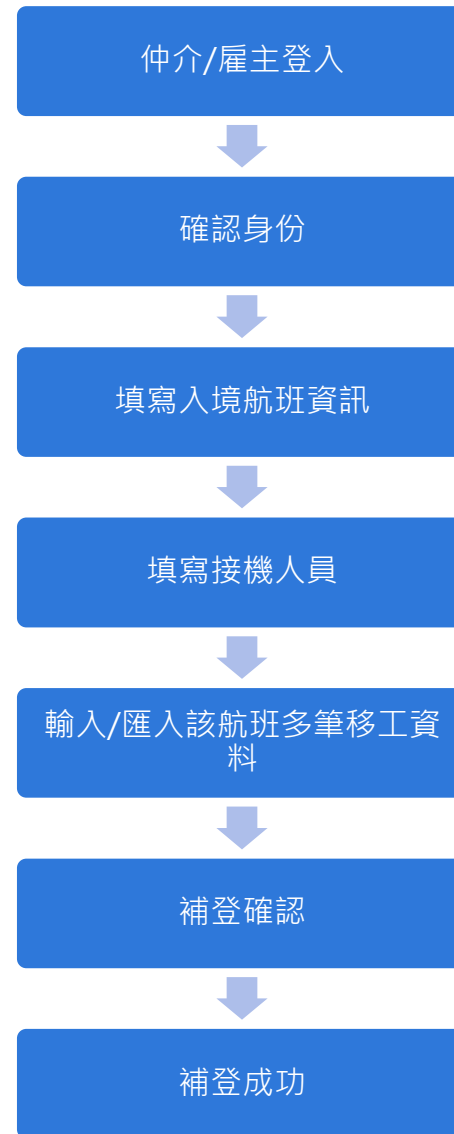 仲介/雇主登入
確認身份
填寫入境航班資訊
填寫接機人員
輸入/匯入該航班多筆移工資
料
補登確認
補登成功